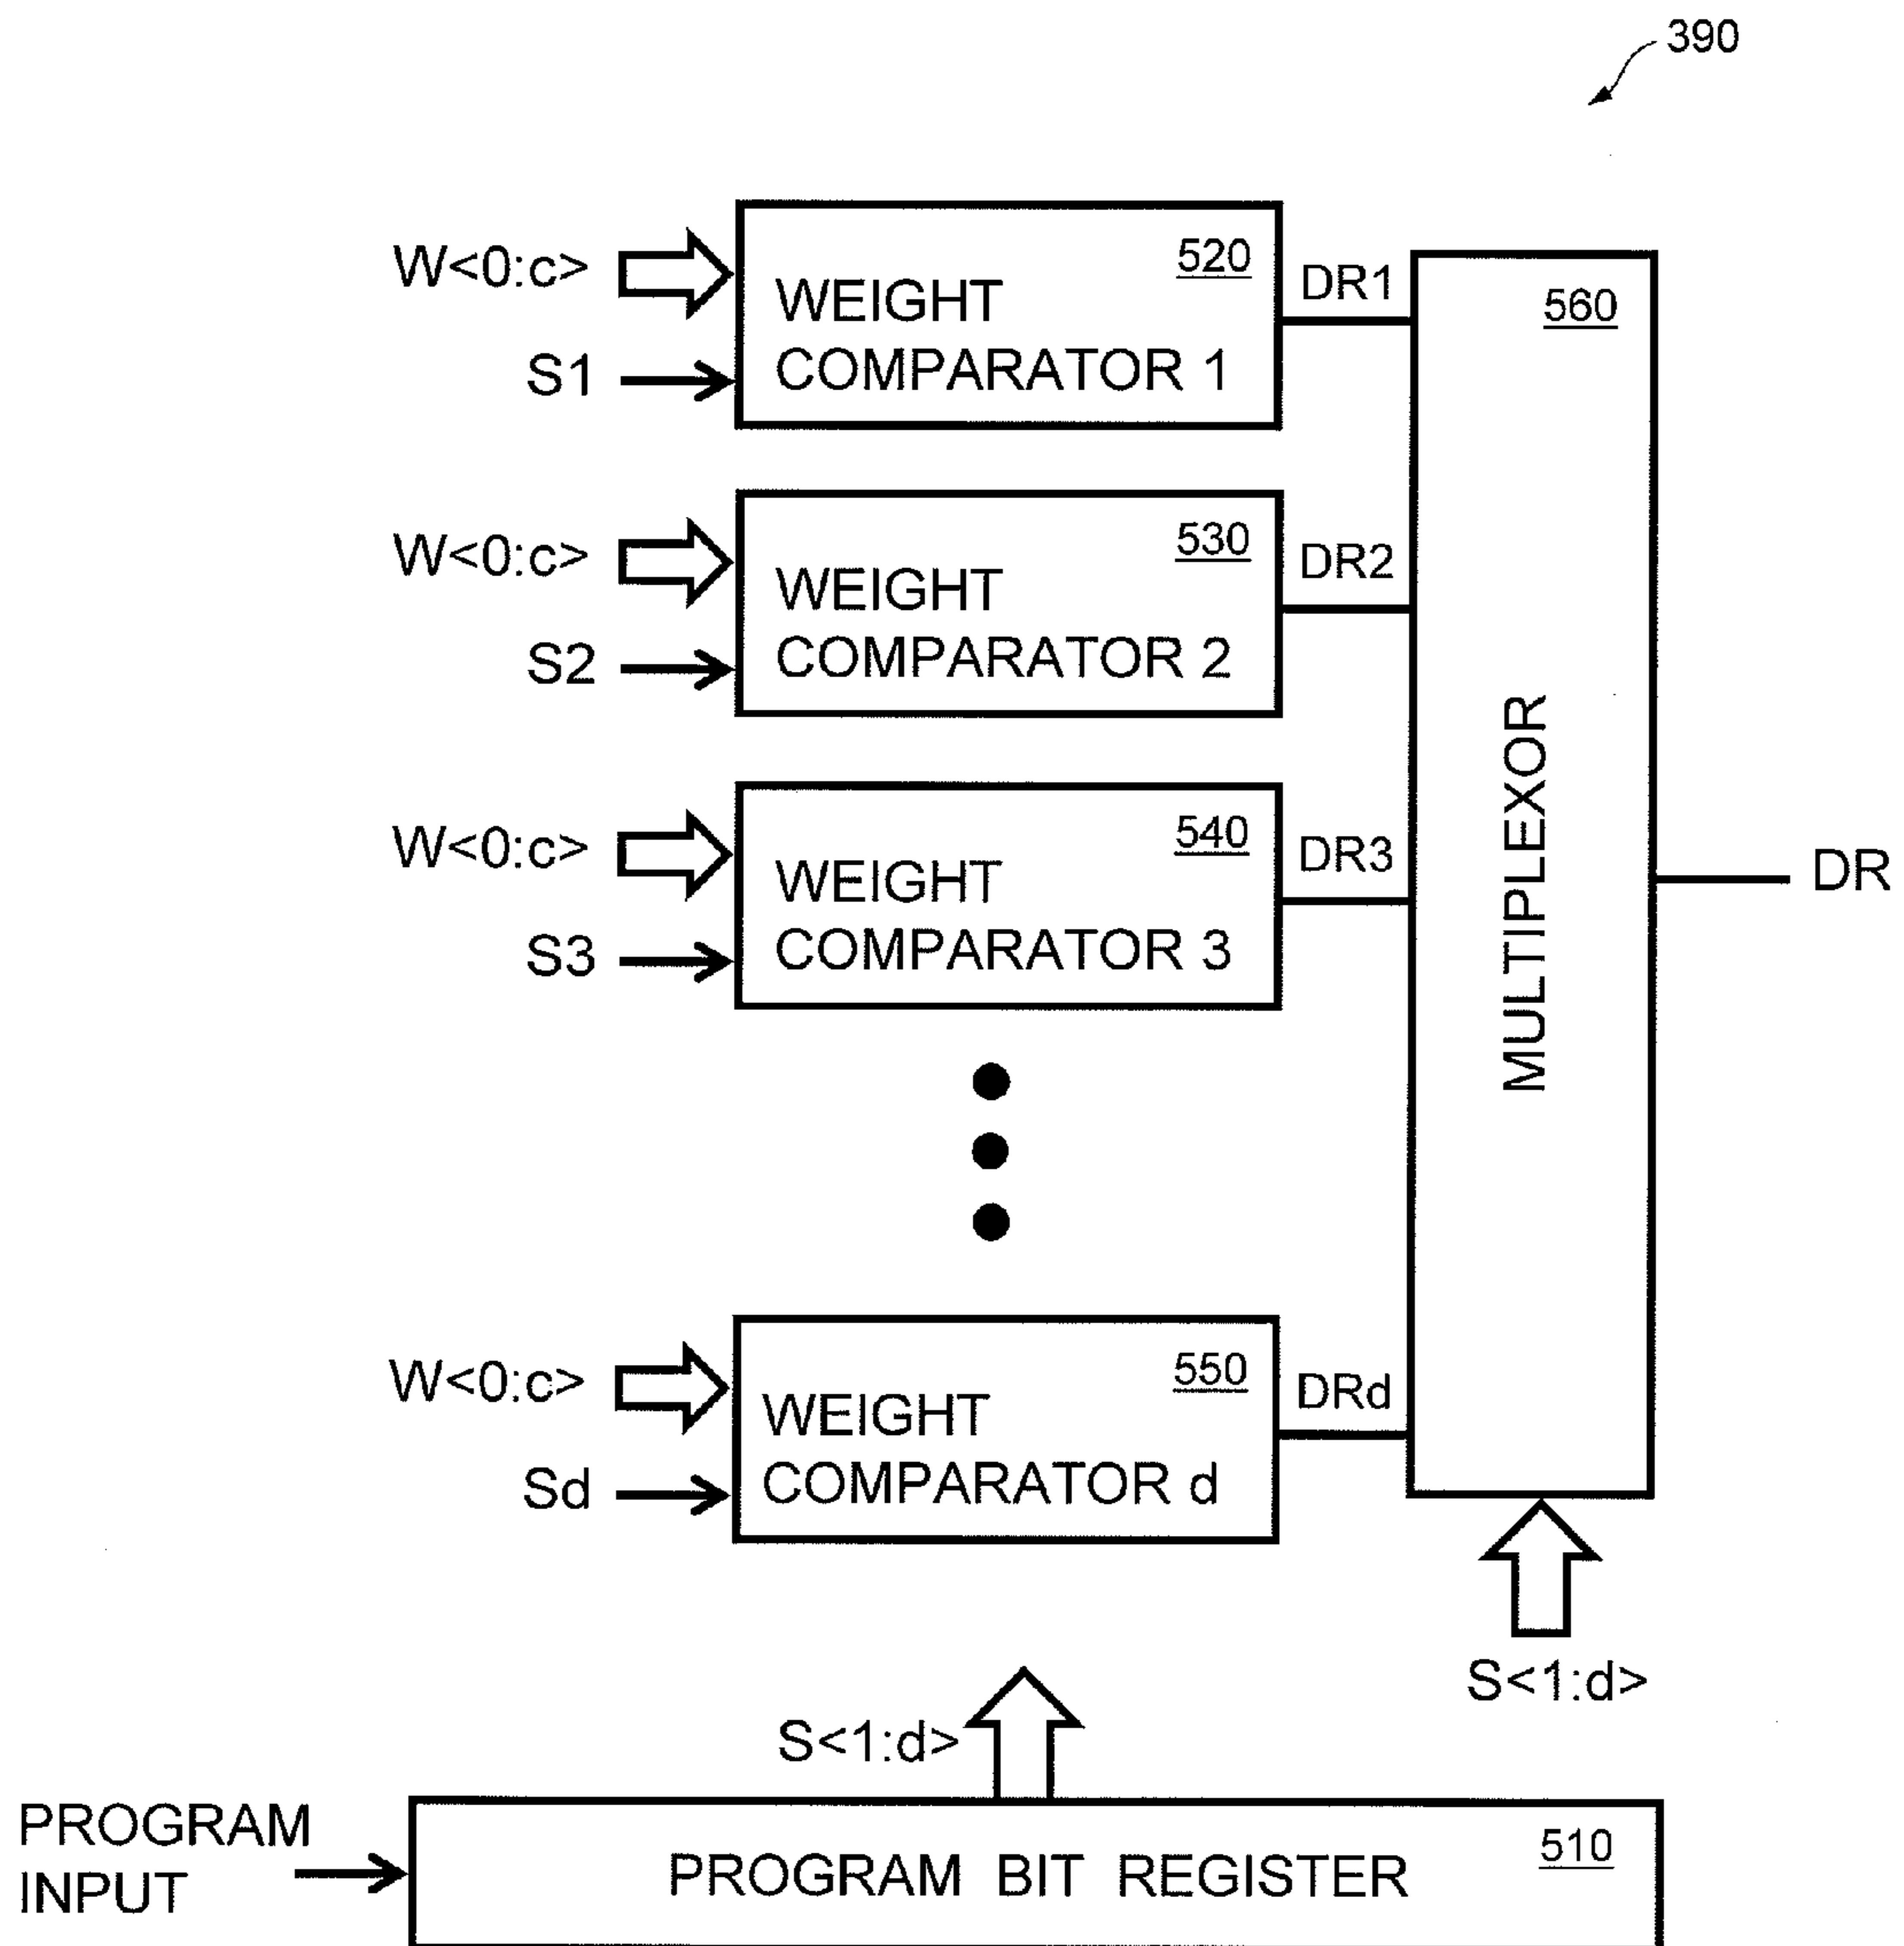 390
W<0:c>
S1
520
WEIGHT
COMPARATOR 1
DR1
560
MULTIPLEXOR
W<0:c>
S2
530
WEIGHT
COMPARATOR 2
DR2
W<0:c>
S3
540
WEIGHT
COMPARATOR 3
DR3
DR
W<0:c>
Sd
550
WEIGHT
COMPARATOR d
DRd
S<1:d>
S<1:d>
PROGRAM
INPUT
510
PROGRAM BIT REGISTER